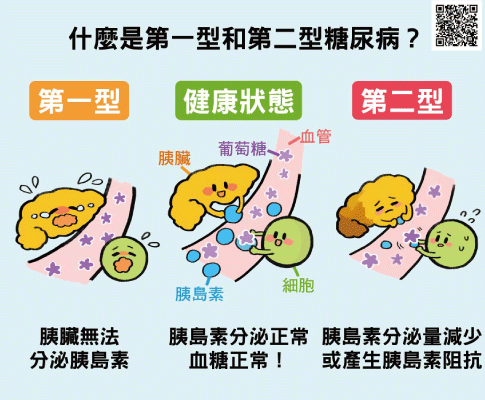 什麼是第一型和第二型糖尿病？
第一型
健康狀態
第二型
血管
葡萄糖
胰臟
胰島素
細胞
胰臟無法
分泌胰島素
胰島素分泌正常
血糖正常！
胰島素分泌量減少
或產生胰島素阻抗